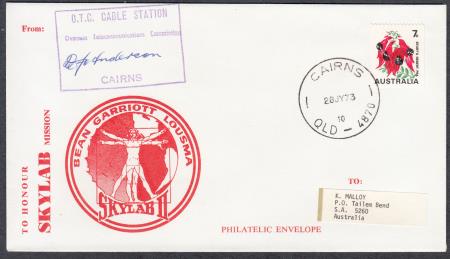 From:
O.T.C. CABLE STATION
Overseas Telecommunications Commission
CAIRNS
7c
AUSTRALIA
CAIRNS
28JY73
10
QLD - 4870
TO HONOUR
SKYLAB MISSION
BEAN GARRIOTT LOUSMA
SKYLAB II
TO:
K. MALLOY
P.O. Tailem Bend
S.A. 5260
Australia
PHILATELIC ENVELOPE